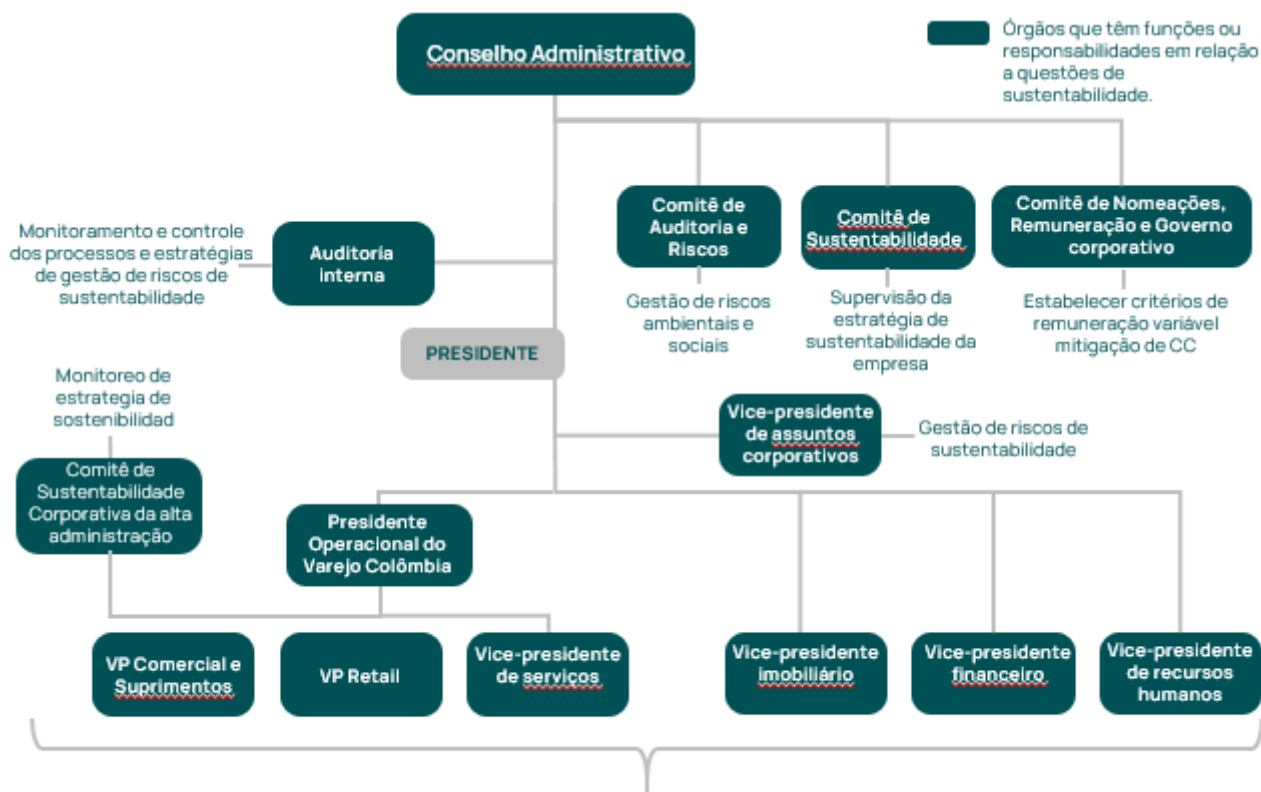 Conselho Administrativo
Órgãos que têm funções ou
responsabilidades em relação
a questões de
sustentabilidade.
Comitê de
Auditoria e
Riscos
Comitê de
Sustentabilidade
Comitê de Nomeações,
Remuneração e Governo
corporativo
Monitoramento e controle
dos processos e estratégias
de gestão de riscos de
sustentabilidade
Auditoria
interna
Gestão de riscos
ambientais e
sociais
Supervisão da
estratégia de
sustentabilidade da
empresa
Estabelecer critérios de
remuneração variável
mitigação de CC
PRESIDENTE
Monitoreo de
estrategia de
sostenibilidad
Vice-presidente
de assuntos
corporativos
Gestão de riscos de
sustentabilidade
Comitê de
Sustentabilidade
Corporativa da alta
administração
Presidente
Operacional do
Varejo Colômbia
VP Comercial e
Suprimentos
VP Retail
Vice-presidente
de serviços
Vice-presidente
imobiliário
Vice-presidente
financeiro
Vice-presidente
de recursos
humanos